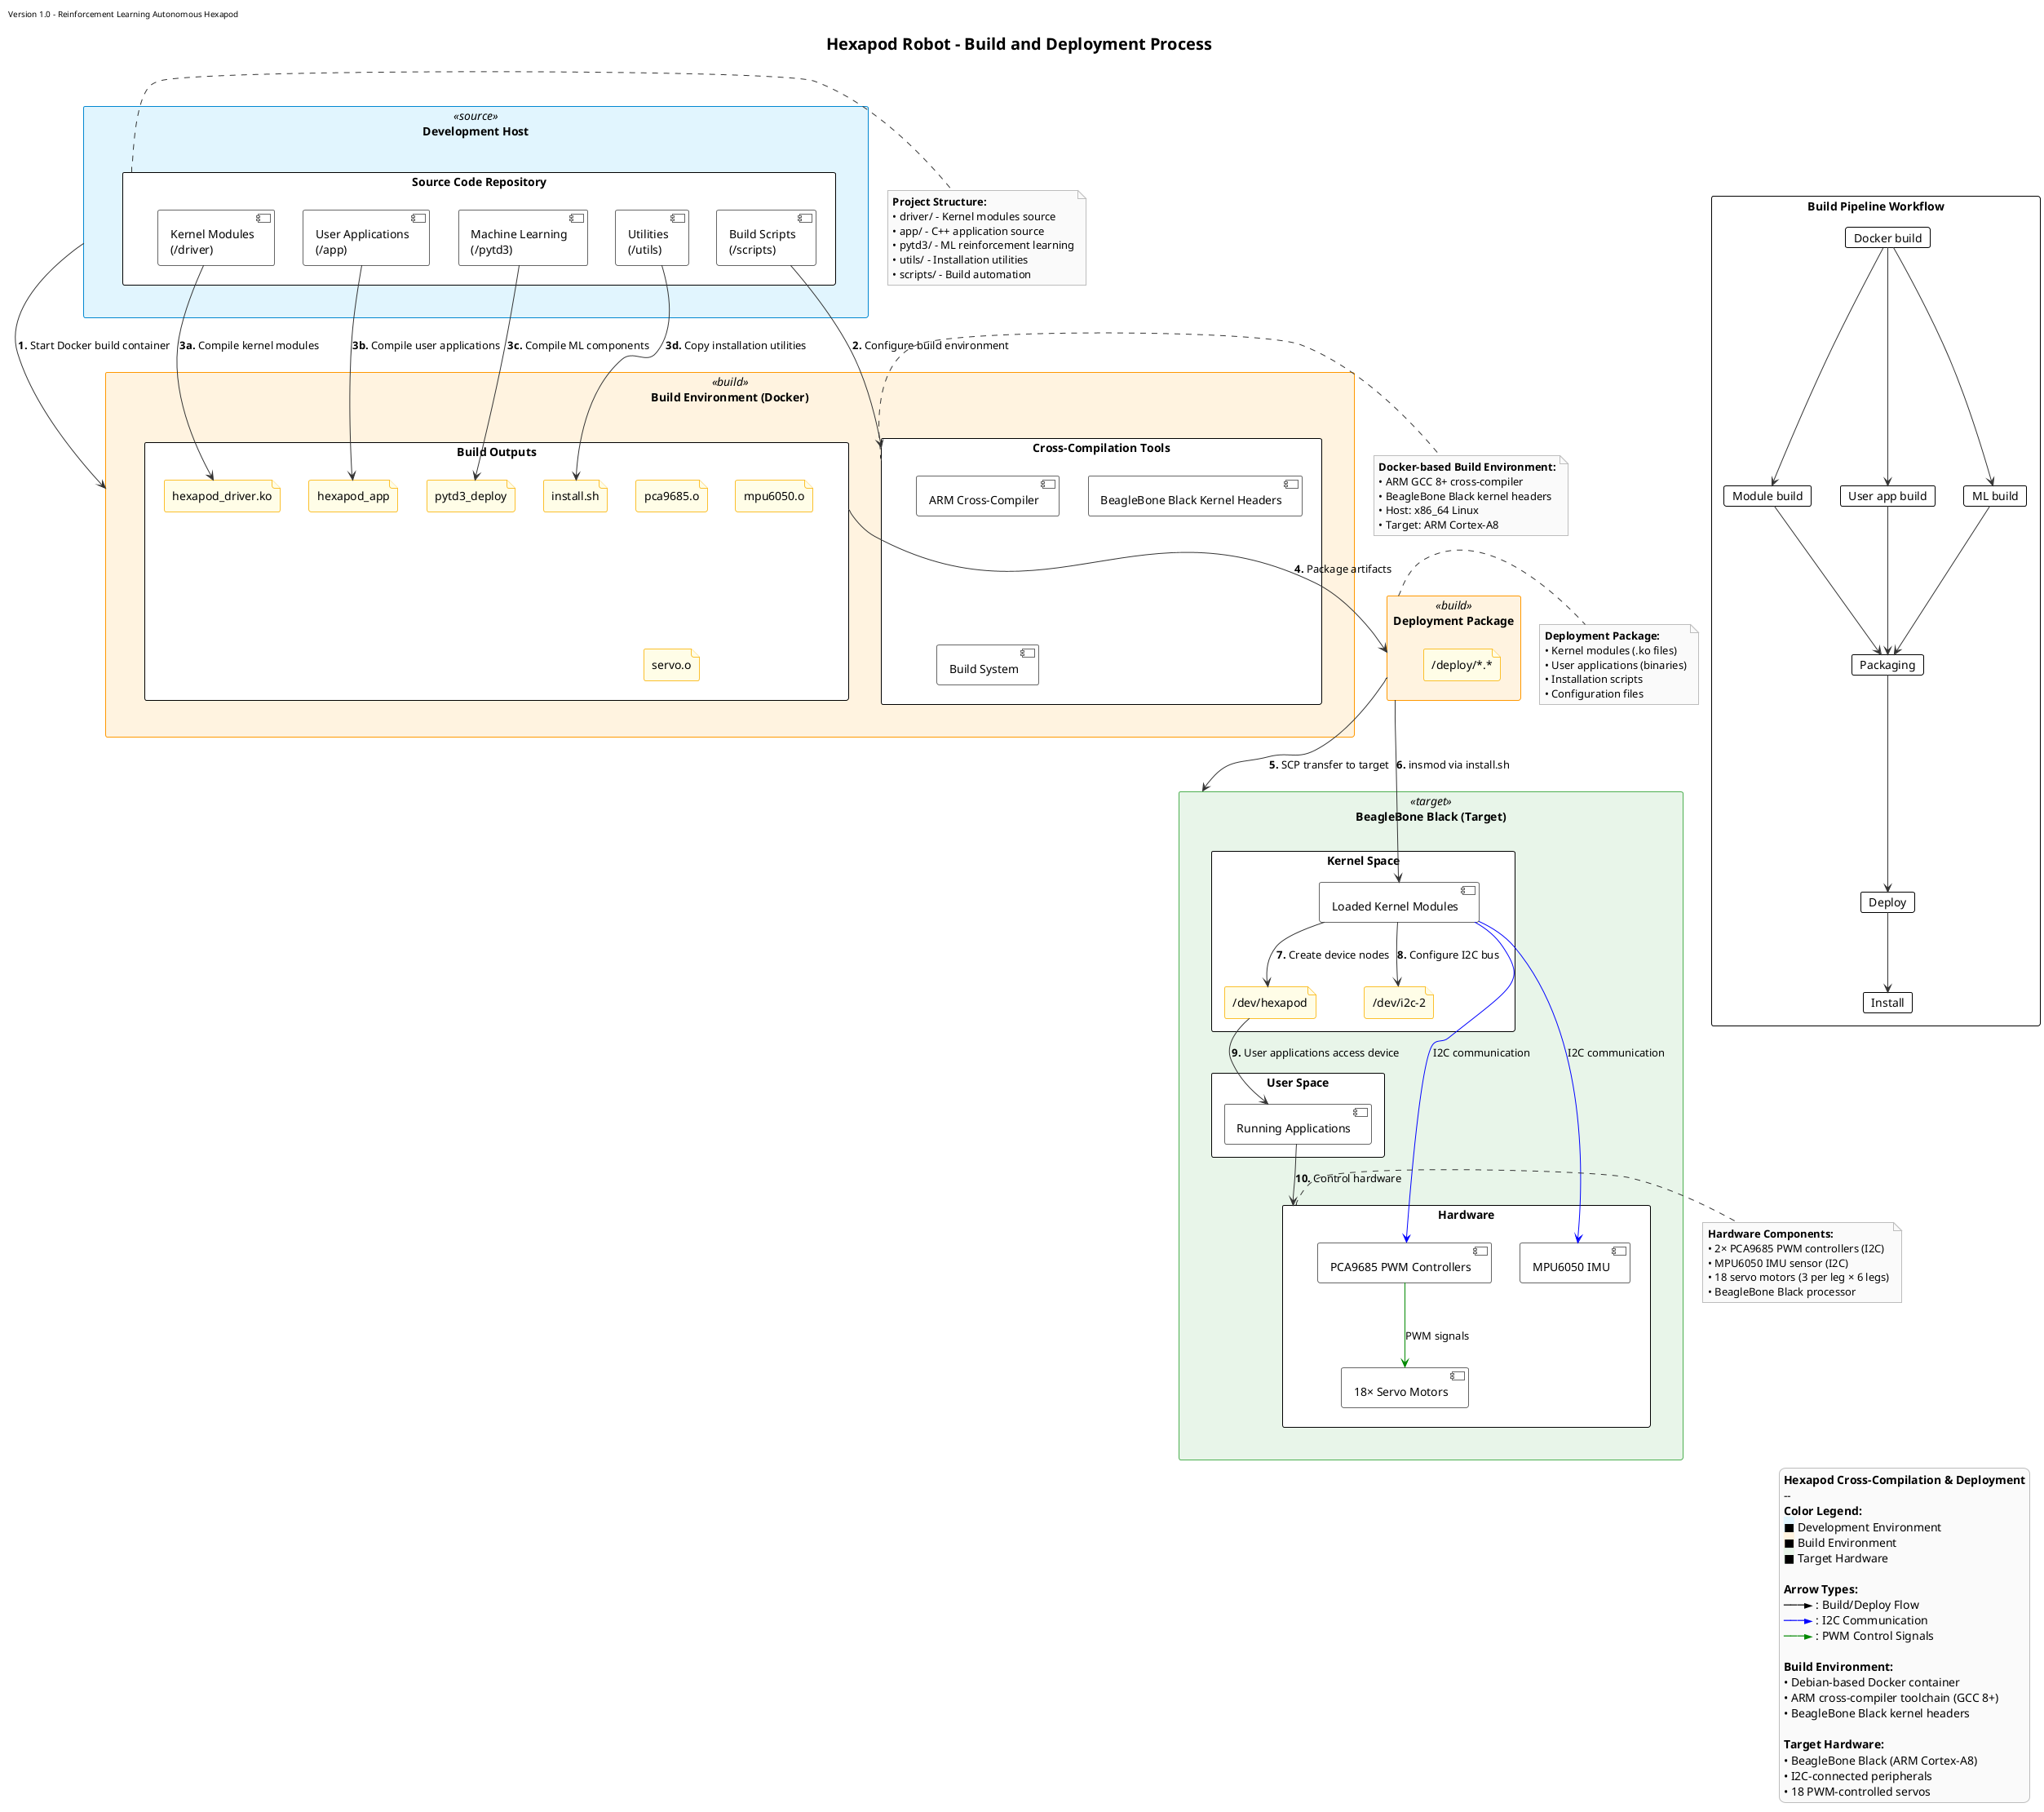 Version 1.0 - Reinforcement Learning Autonomous Hexapod
Hexapod Robot - Build and Deployment Process
«source»
Development Host
Source Code Repository
Kernel Modules
(/driver)
User Applications
(/app)
Machine Learning
(/pytd3)
Utilities
(/utils)
Build Scripts
(/scripts)
Project Structure:
• driver/ - Kernel modules source
• app/ - C++ application source
• pytd3/ - ML reinforcement learning
• utils/ - Installation utilities
• scripts/ - Build automation
Build Pipeline Workflow
Docker build
Module build
User app build
ML build
Packaging
Deploy
Install
1. Start Docker build container
3a. Compile kernel modules
3b. Compile user applications
3c. Compile ML components
3d. Copy installation utilities
2. Configure build environment
«build»
Build Environment (Docker)
Build Outputs
hexapod_driver.ko
hexapod_app
pytd3_deploy
install.sh
pca9685.o
mpu6050.o
servo.o
Cross-Compilation Tools
ARM Cross-Compiler
BeagleBone Black Kernel Headers
Build System
Docker-based Build Environment:
• ARM GCC 8+ cross-compiler
• BeagleBone Black kernel headers
• Host: x86_64 Linux
• Target: ARM Cortex-A8
4. Package artifacts
«build»
Deployment Package
/deploy/*.*
Deployment Package:
• Kernel modules (.ko files)
• User applications (binaries)
• Installation scripts
• Configuration files
5. SCP transfer to target
6. insmod via install.sh
«target»
BeagleBone Black (Target)
Kernel Space
Loaded Kernel Modules
7. Create device nodes
8. Configure I2C bus
/dev/hexapod
/dev/i2c-2
9. User applications access device
I2C communication
I2C communication
User Space
Running Applications
10. Control hardware
Hardware
PCA9685 PWM Controllers
MPU6050 IMU
PWM signals
18× Servo Motors
Hardware Components:
• 2× PCA9685 PWM controllers (I2C)
• MPU6050 IMU sensor (I2C)
• 18 servo motors (3 per leg × 6 legs)
• BeagleBone Black processor
Hexapod Cross-Compilation & Deployment
--
Color Legend:
■ Development Environment
■ Build Environment
■ Target Hardware
Arrow Types:
──► : Build/Deploy Flow
──► : I2C Communication
──► : PWM Control Signals
Build Environment:
• Debian-based Docker container
• ARM cross-compiler toolchain (GCC 8+)
• BeagleBone Black kernel headers
Target Hardware:
• BeagleBone Black (ARM Cortex-A8)
• I2C-connected peripherals
• 18 PWM-controlled servos